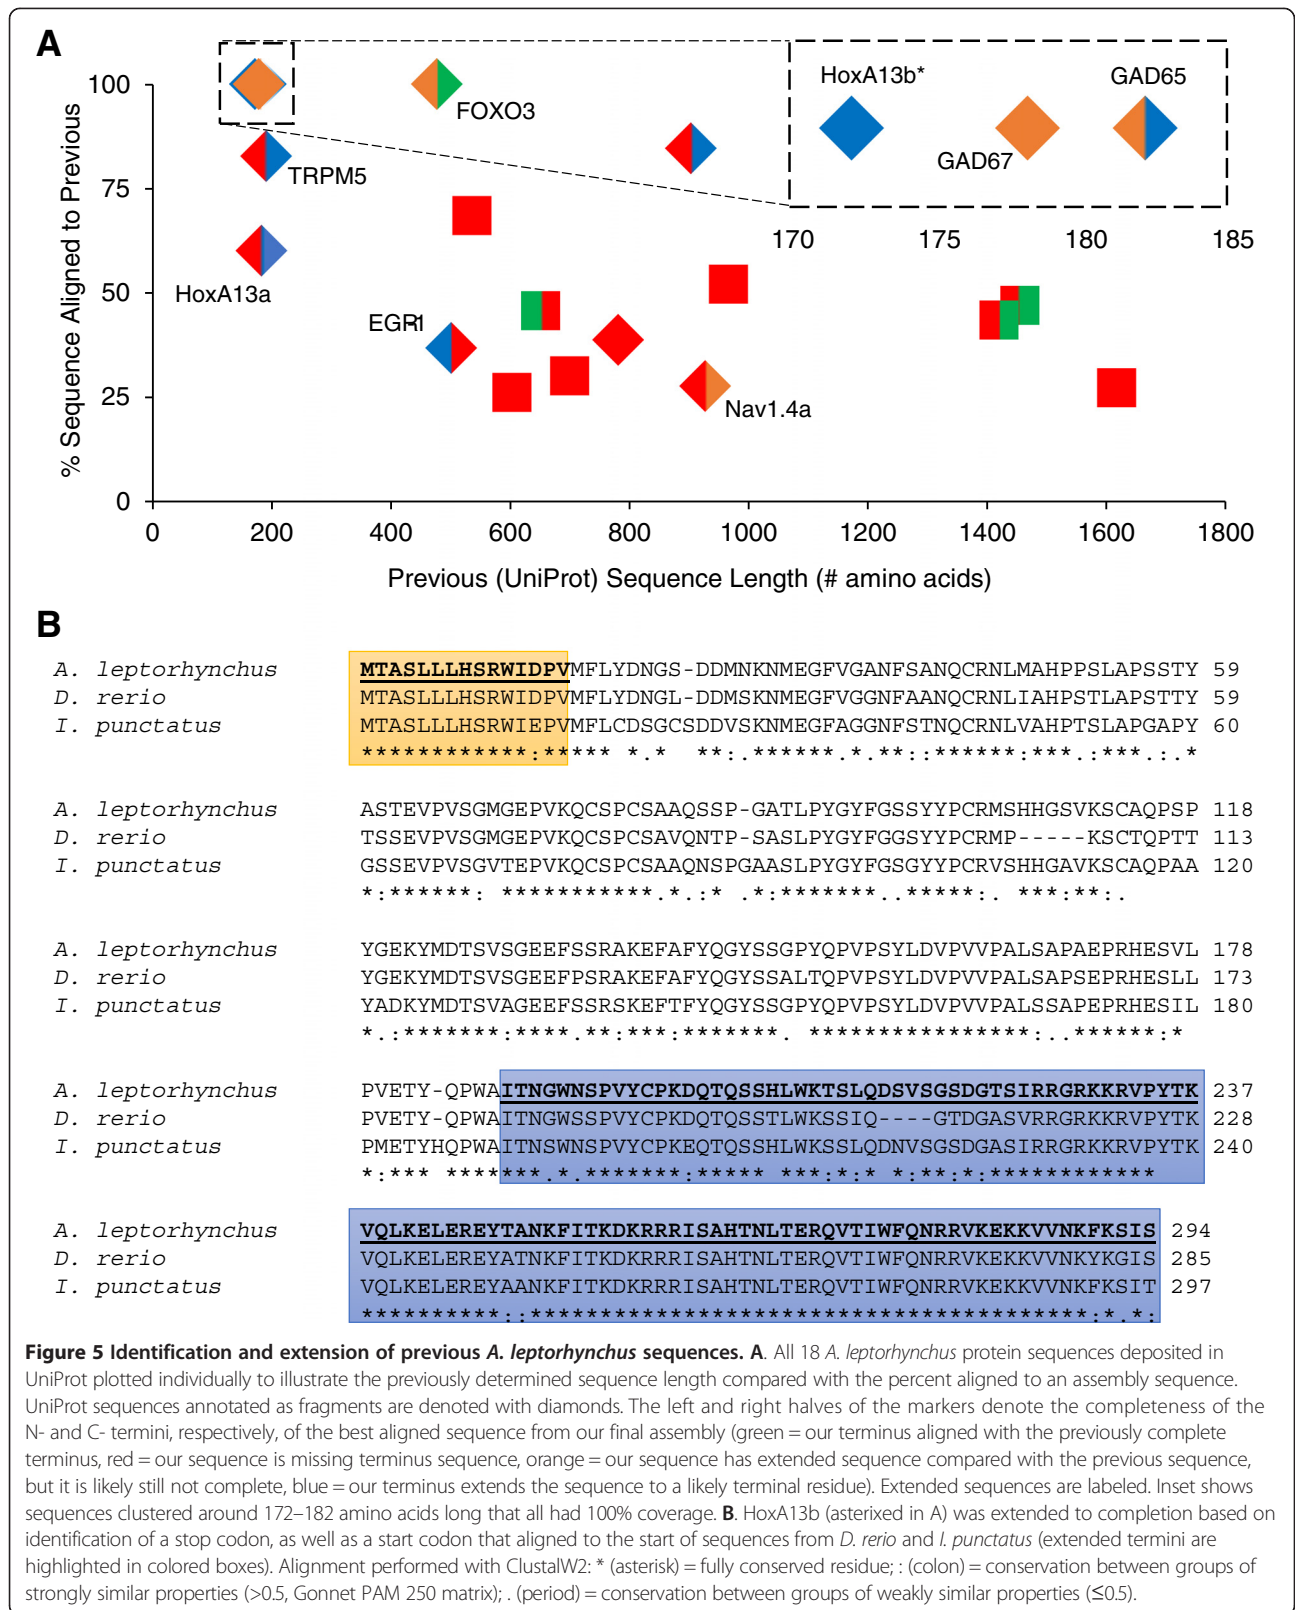 A
% Sequence Aligned to Previous
100
75
50
25
0
0 200 400 600 800 1000 1200 1400 1600 1800
Previous (UniProt) Sequence Length (# amino acids)
FOXO3
TRPM5
HoxA13a
EGR1
Nav1.4a
HoxA13b*
GAD67
GAD65
170 175 180 185
B
A. leptorhynchus MTASLLLHSRWIDPVMFLYDNGS-DDMNKNMEGFVGANFSANQCRNLMAHPPSLAPSSTY 59
D. rerio MTASLLLHSRWIDPVMFLYDNGL-DDMSKNMEGFVGGNFAANQCRNLIAHPSTLAPSTTY 59
I. punctatus MTASLLLHSRWIEPVMFLCDSGCSDDVSKNMEGFAGGNFSTNQCRNLVAHPTSLAPGAPY 60
************:***** *.*  **:.******.*.**::******:***.:***.:.*
A. leptorhynchus ASTEVPVSGMGEPVKQCSPCSAAQSSP-GATLPYGYFGSSYYPCRMSHHGSVKSCAQPSP 118
D. rerio TSSEVPVSGMGEPVKQCSPCSAVQNTP-SASLPYGYFGGSYYPCRMP-----KSCTQPTT 113
I. punctatus GSSEVPVSGVTEPVKQCSPCSAAQNSPGAASLPYGYFGSGYYPCRVSHHGAVKSCAQPAA 120
*:******: ***********.*.:* .*:*******..*****:. ***:**:.
A. leptorhynchus YGEKYMDTSVSGEEFSSRAKEFAFYQGYSSGPYQPVPSYLDVPVVPALSAPAEPRHESVL 178
D. rerio YGEKYMDTSVSGEEFPSRAKEFAFYQGYSSALTQPVPSYLDVPVVPALSAPSEPRHESLL 173
I. punctatus YADKYMDTSVAGEEFSSRSKEFTFYQGYSSGPYQPVPSYLDVPVVPALSSAPEPRHESIL 180
*.:*******:****.**:***:*******. ****************:..******:*
A. leptorhynchus PVETY-QPWAITNGWNSPVYCPKDQTQSSHLWKTSLQDSVSGSDGTSIRRGRKKRVPYTK 237
D. rerio PVETY-QPWAITNGWSSPVYCPKDQTQSSTLWKSSIQ----GTDGASVRRGRKKRVPYTK 228
I. punctatus PMETYHQPWAITNSWNSPVYCPKEQTQSSHLWKSSLQDNVSGSDGASIRRGRKKRVPYTK 240
*:*** *******.*.*******:***** ***:*:* *:**:*:************
A. leptorhynchus VQLKELEREYTANKFITKDKRRRISAHTNLTERQVTIWFQNRRVKEKKVVNKFKSIS 294
D. rerio VQLKELEREYATNKFITKDKRRRISAHTNLTERQVTIWFQNRRVKEKKVVNKYKGIS 285
I. punctatus VQLKELEREYAANKFITKDKRRRISAHTNLTERQVTIWFQNRRVKEKKVVNKFKSIT 297
**********::****************************************:*.*:
Figure 5 Identification and extension of previous A. leptorhynchus sequences. A. All 18 A. leptorhynchus protein sequences deposited in
UniProt plotted individually to illustrate the previously determined sequence length compared with the percent aligned to an assembly sequence.
UniProt sequences annotated as fragments are denoted with diamonds. The left and right halves of the markers denote the completeness of the
N- and C- termini, respectively, of the best aligned sequence from our final assembly (green = our terminus aligned with the previously complete
terminus, red = our sequence is missing terminus sequence, orange = our sequence has extended sequence compared with the previous sequence,
but it is likely still not complete, blue = our terminus extends the sequence to a likely terminal residue). Extended sequences are labeled. Inset shows
sequences clustered around 172–182 amino acids long that all had 100% coverage. B. HoxA13b (asterixed in A) was extended to completion based on
identification of a stop codon, as well as a start codon that aligned to the start of sequences from D. rerio and I. punctatus (extended termini are
highlighted in colored boxes). Alignment performed with ClustalW2: * (asterisk) = fully conserved residue; : (colon) = conservation between groups of
strongly similar properties (>0.5, Gonnet PAM 250 matrix); . (period) = conservation between groups of weakly similar properties (≤0.5).